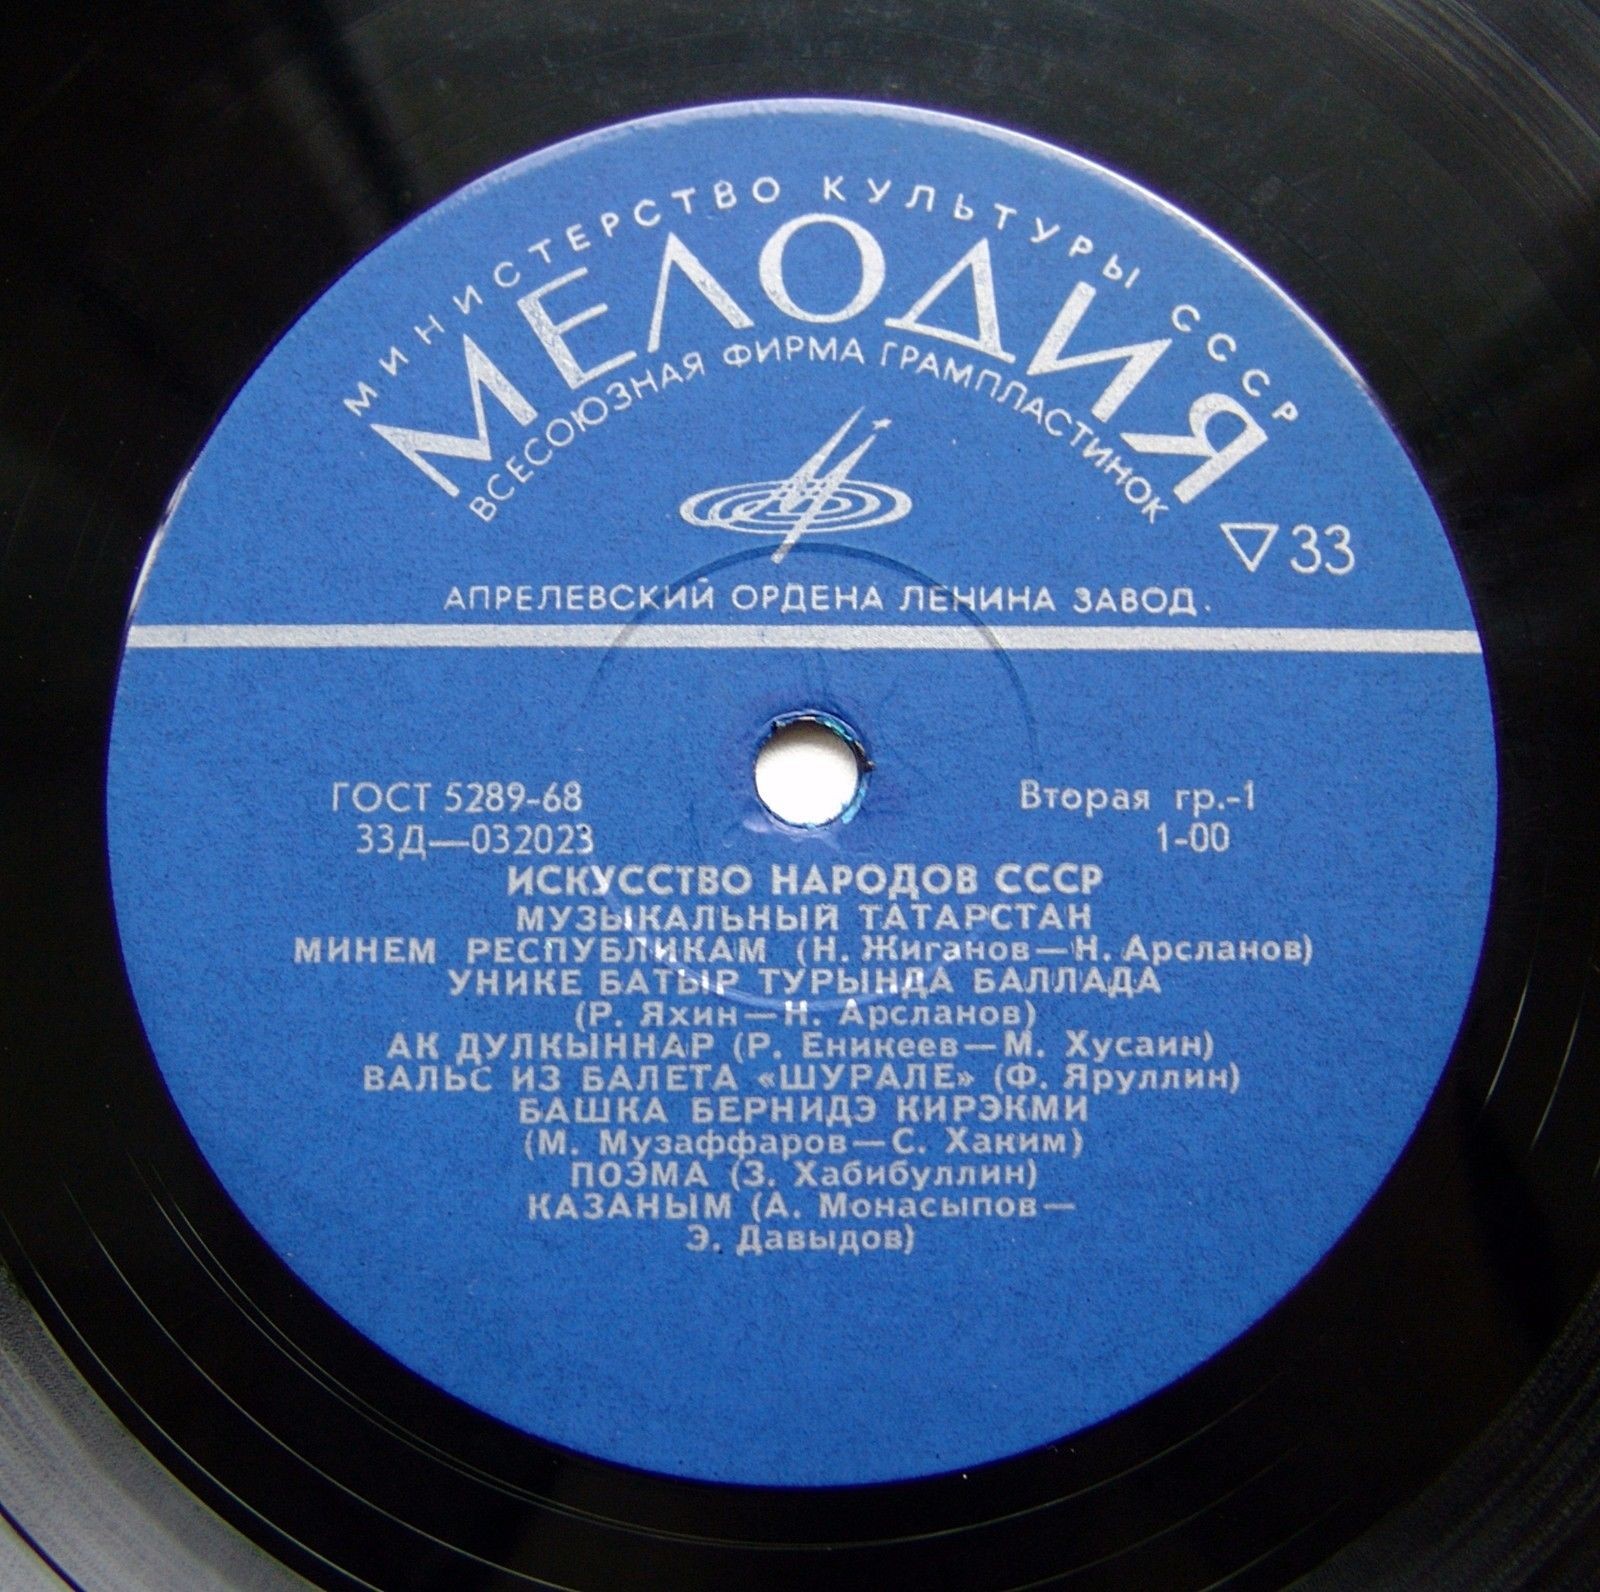 МИНИСТЕРСТВО КУЛЬТУРЫ СССР
МЕЛОДИЯ
ВСЕСОЮЗНАЯ ФИРМА ГРАМПЛАСТИНОК
▽33
АПРЕЛЕВСКИЙ ОРДЕНА ЛЕНИНА ЗАВОД.
ГОСТ 5289-68 Вторая гр.-1
33Д—032023 1-00
ИСКУССТВО НАРОДОВ СССР
МУЗЫКАЛЬНЫЙ ТАТАРСТАН
МИНЕМ РЕСПУБЛИКАМ (Н. Жиганов—Н. Арсланов)
УНИКЕ БАТЫР ТУРЫНДА БАЛЛАДА
(Р. Яхин—Н. Арсланов)
АК ДУЛКЫННАР (Р. Еникеев—М. Хусаин)
ВАЛЬС ИЗ БАЛЕТА «ШУРАЛЕ» (Ф. Яруллин)
БАШКА БЕРНИДЭ КИРЭКМИ
(М. Музаффаров—С. Хаким)
ПОЭМА (З. Хабибуллин)
КАЗАНЫМ (А. Монасыпов—
Э. Давыдов)